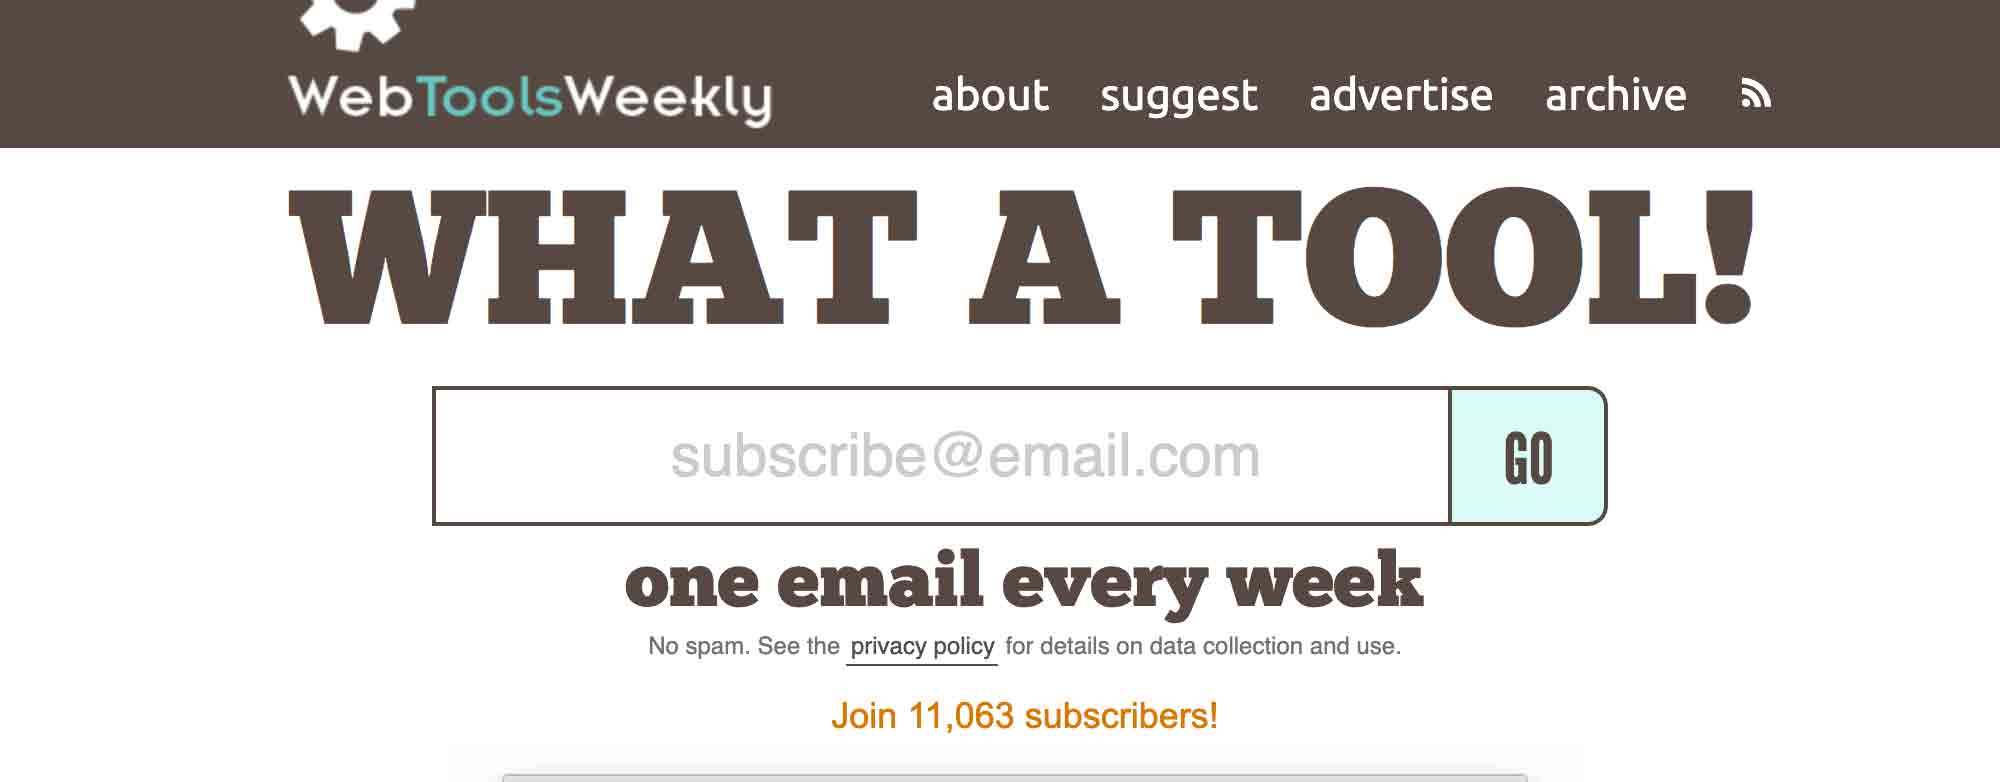 WebToolsWeekly
about suggest advertise archive
WHAT A TOOL!
subscribe@email.com GO
one email every week
No spam. See the privacy policy for details on data collection and use.
Join 11,063 subscribers!